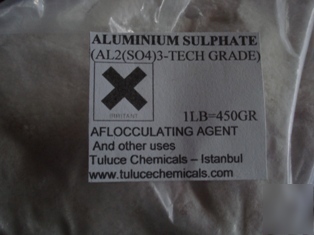 ALUMINIUM SULPHATE
(AL2(SO4)3-TECH GRADE)
1LB=450GR
AFLOCCULATING AGENT
And other uses
Tuluce Chemicals – Istanbul
www.tulucechemicals.com